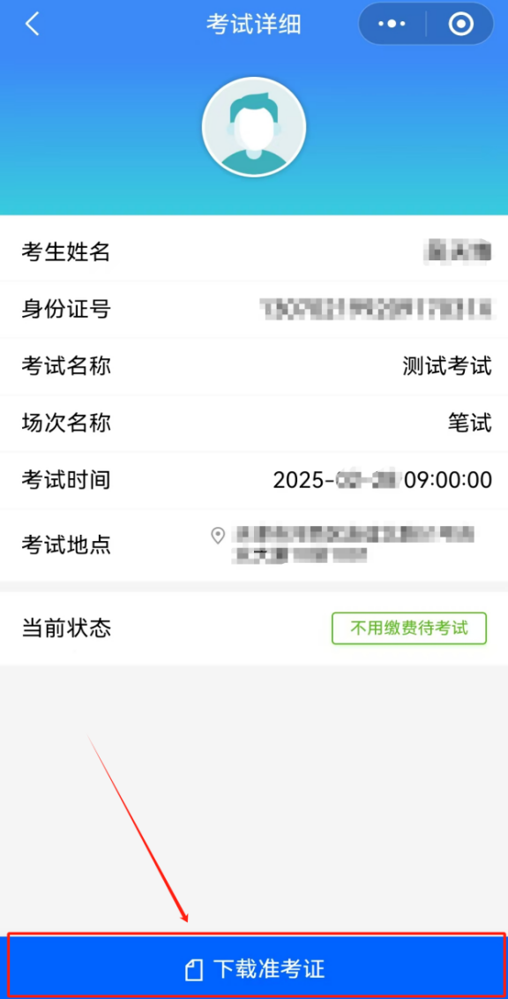 考试详细
考生姓名
身份证号
考试名称 测试考试
场次名称 笔试
考试时间 2025- 09:00:00
考试地点
当前状态 不用缴费待考试
下载准考证